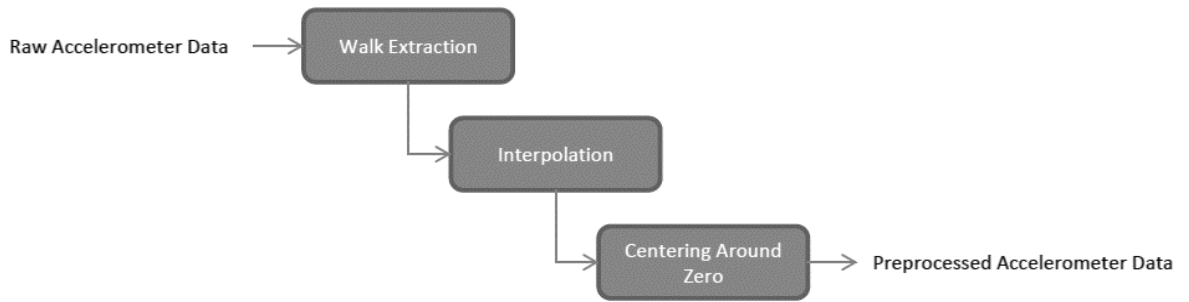 Raw Accelerometer Data
Walk Extraction
Interpolation
Centering Around
Zero
Preprocessed Accelerometer Data